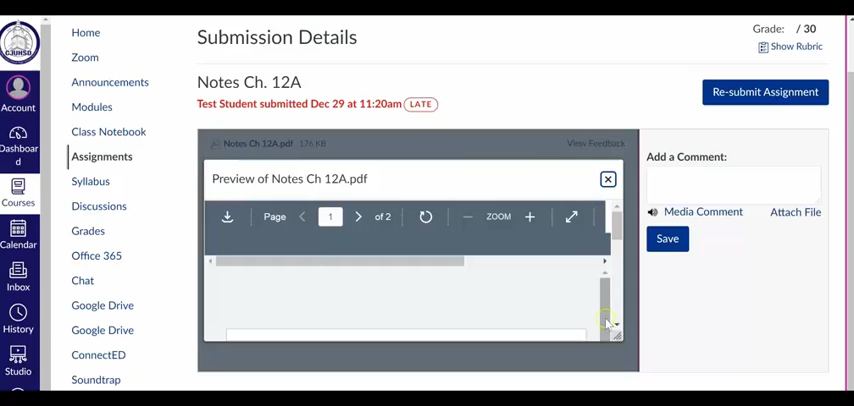 CJUHSD
Account
Dashboar
d
Courses
Calendar
Inbox
History
Studio
Home
Zoom
Announcements
Modules
Class Notebook
Assignments
Syllabus
Discussions
Grades
Office 365
Chat
Google Drive
Google Drive
ConnectED
Soundtrap
Submission Details
Grade: / 30
Show Rubric
Notes Ch. 12A
Test Student submitted Dec 29 at 11:20am LATE
Re-submit Assignment
Notes Ch 12A.pdf 176 KB View Feedback
Preview of Notes Ch 12A.pdf
Page 1 of 2 ZOOM
Add a Comment:
Media Comment Attach File
Save